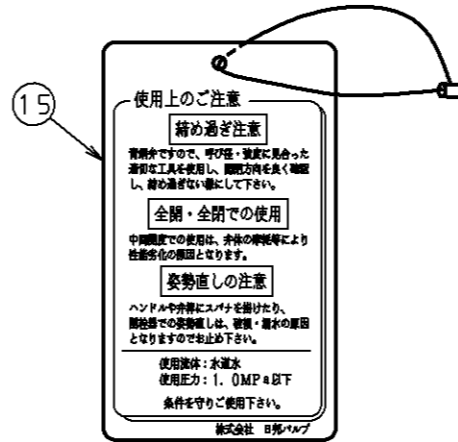 15
使用上のご注意
締め過ぎ注意
青銅弁ですので、呼び径・強度に見合った
適切な工具を使用し、開閉方向を良く確認
し、締め過ぎない様にして下さい。
全開・全閉での使用
中間開度での使用は、弁体の摩耗等により
性能劣化の原因となります。
姿勢直しの注意
ハンドルや弁棒にスパナを掛けたり、
開栓器での姿勢直しは、破損・漏水の原因
となりますのでお止め下さい。
使用流体：水道水
使用圧力：1.0MPa以下
条件を守りご使用下さい。
株式会社 日邦バルブ